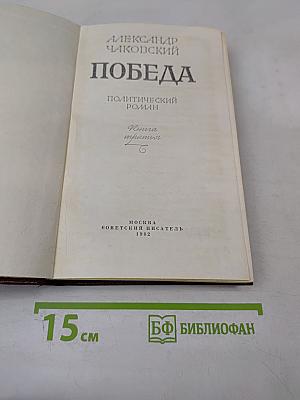 АЛЕКСАНДР
ЧАКОВСКИЙ
ПОБЕДА
ПОЛИТИЧЕСКИЙ
РОМАН
Книга
третья
МОСКВА
СОВЕТСКИЙ ПИСАТЕЛЬ
1982
15 см
БФ БИБЛИОФАН